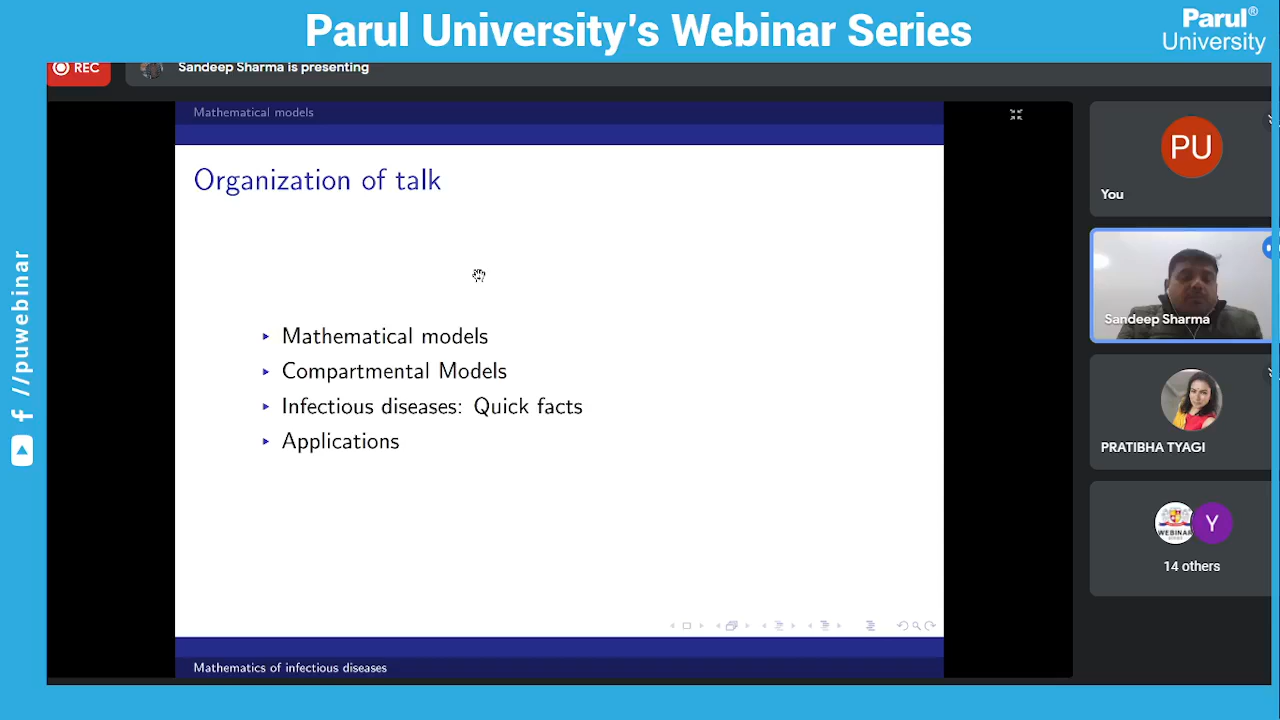 Parul University's Webinar Series
Parul®
University
REC
Sandeep Sharma is presenting
Mathematical models
Organization of talk
Mathematical models
Compartmental Models
Infectious diseases: Quick facts
Applications
Mathematics of infectious diseases
PU
You
Sandeep Sharma
PRATIBHA TYAGI
WEBINAR
Y
14 others
f //puwebinar